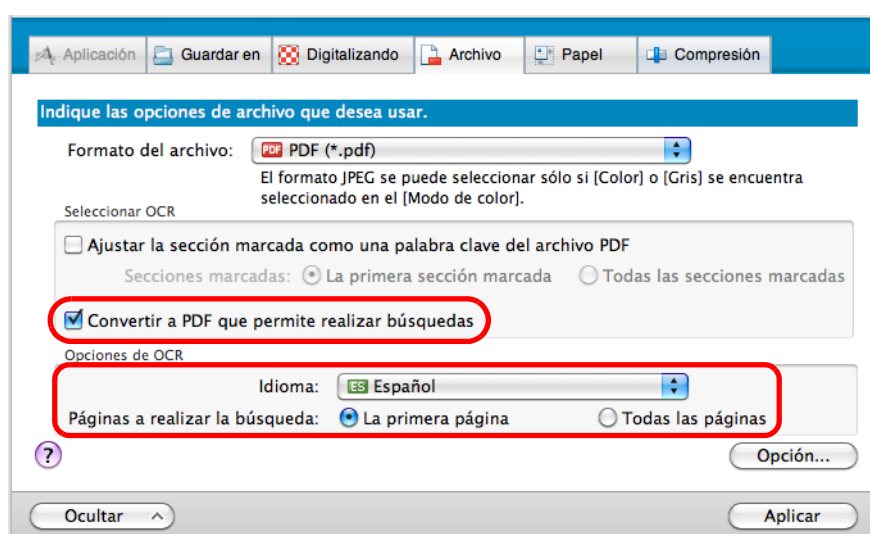 Aplicación Guardar en Digitalizando Archivo Papel Compresión
Indique las opciones de archivo que desea usar.
Formato del archivo: PDF PDF (*.pdf)
El formato JPEG se puede seleccionar sólo si [Color] o [Gris] se encuentra
seleccionado en el [Modo de color].
Seleccionar OCR
Ajustar la sección marcada como una palabra clave del archivo PDF
Secciones marcadas: La primera sección marcada Todas las secciones marcadas
Convertir a PDF que permite realizar búsquedas
Opciones de OCR
Idioma: ES Español
Páginas a realizar la búsqueda: La primera página Todas las páginas
? Opción...
Ocultar Aplicar